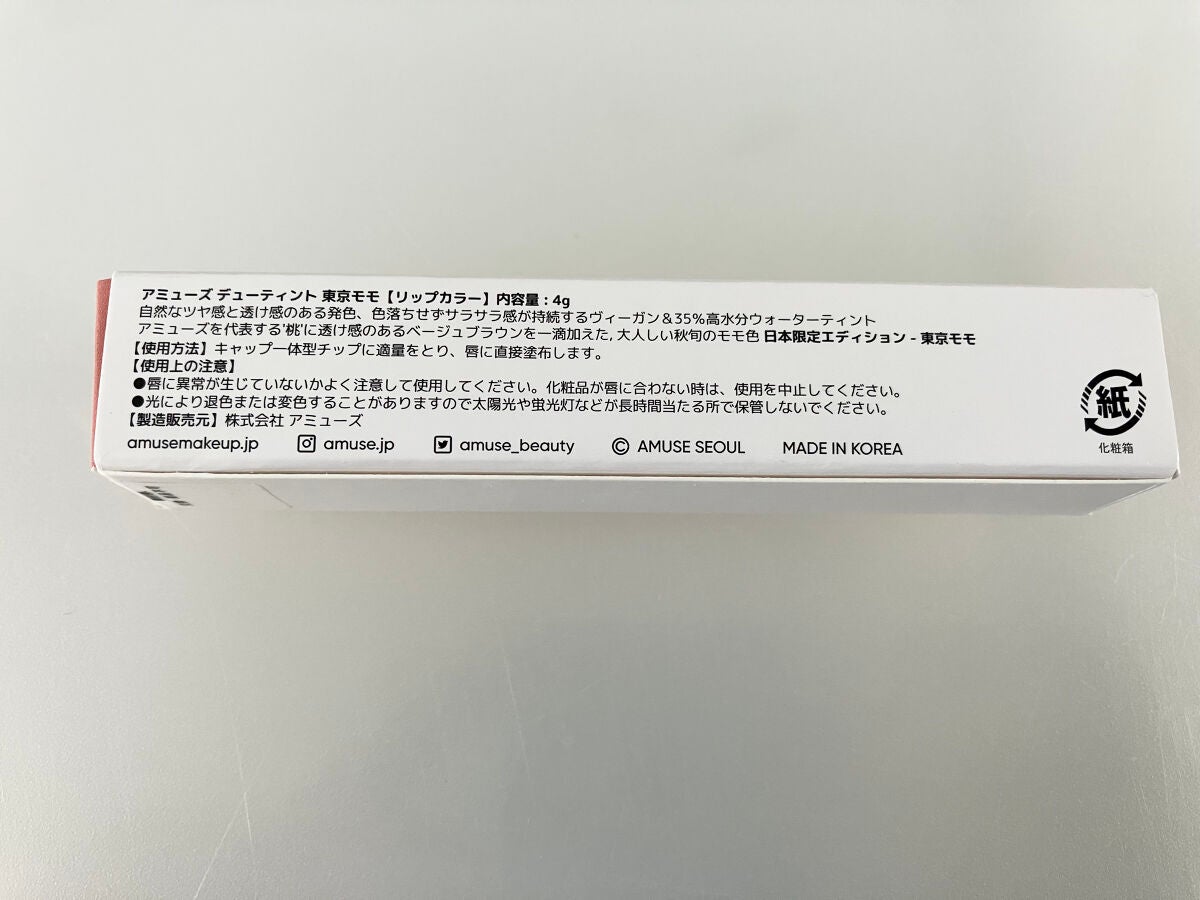 アミューズ デューティント 東京モモ【リップカラー】内容量 : 4g
自然なツヤ感と透け感のある発色、色落ちせずサラサラ感が持続するヴィーガン＆35%高水分ウォーターティント
アミューズを代表する'桃'に透け感のあるベージュブラウンを一滴加えた, 大人しい秋旬のモモ色 日本限定エディション - 東京モモ
【使用方法】キャップ一体型チップに適量をとり、唇に直接塗布します。
【使用上の注意】
●唇に異常が生じていないかよく注意して使用してください。化粧品が唇に合わない時は、使用を中止してください。
●光により退色または変色することがありますので太陽光や蛍光灯などが長時間当たる所で保管しないでください。
【製造販売元】株式会社 アミューズ
amusemakeup.jp amuse.jp amuse_beauty © AMUSE SEOUL MADE IN KOREA
紙
化粧箱